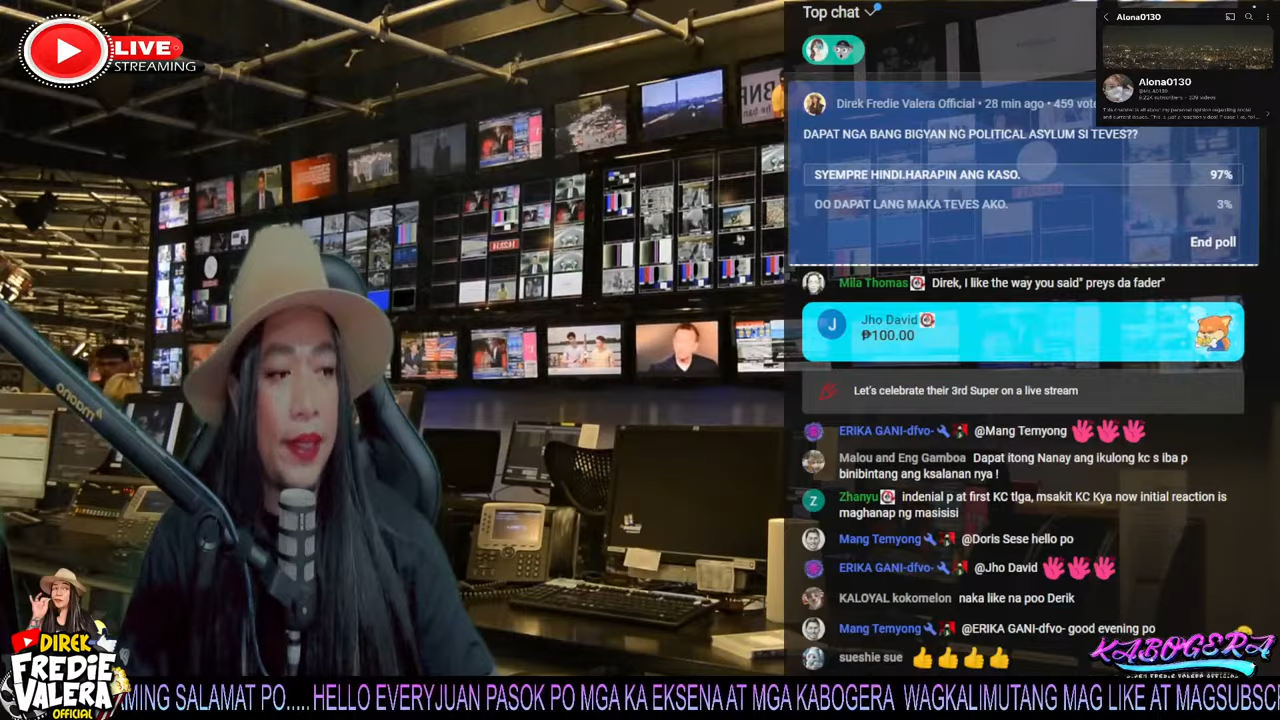 LIVE
STREAMING
Top chat
Alona0130
Alona0130
Direk Fredie Valera Official • 28 min ago • 459 vot
DAPAT NGA BANG BIGYAN NG POLITICAL ASYLUM SI TEVES??
SYEMPRE HINDI.HARAPIN ANG KASO. 97%
OO DAPAT LANG MAKA TEVES AKO. 3%
End poll
Mila Thomas Direk, I like the way you said" preys da fader"
J Jho David
₱100.00
Let's celebrate their 3rd Super on a live stream
ERIKA GANI-dfvo- @Mang Temyong
Malou and Eng Gamboa Dapat itong Nanay ang ikulong kc s iba p
binibintang ang ksalanan nya !
Z Zhanyu indenial p at first KC tlga, msakit KC Kya now initial reaction is
maghanap ng masisisi
Mang Temyong @Doris Sese hello po
ERIKA GANI-dfvo- @Jho David
KALOYAL kokomelon naka like na poo Derik
Mang Temyong @ERIKA GANI-dfvo- good evening po
sueshie sue
KABOGERA
DIREK FREDIE VALERA OFFICIAL
mamono
DIREK
FREDIE
VALERA
OFFICIAL
MING SALAMAT PO..... HELLO EVERYJUAN PASOK PO MGA KA EKSENA AT MGA KABOGERA WAGKALIMUTANG MAG LIKE AT MAGSUBSC